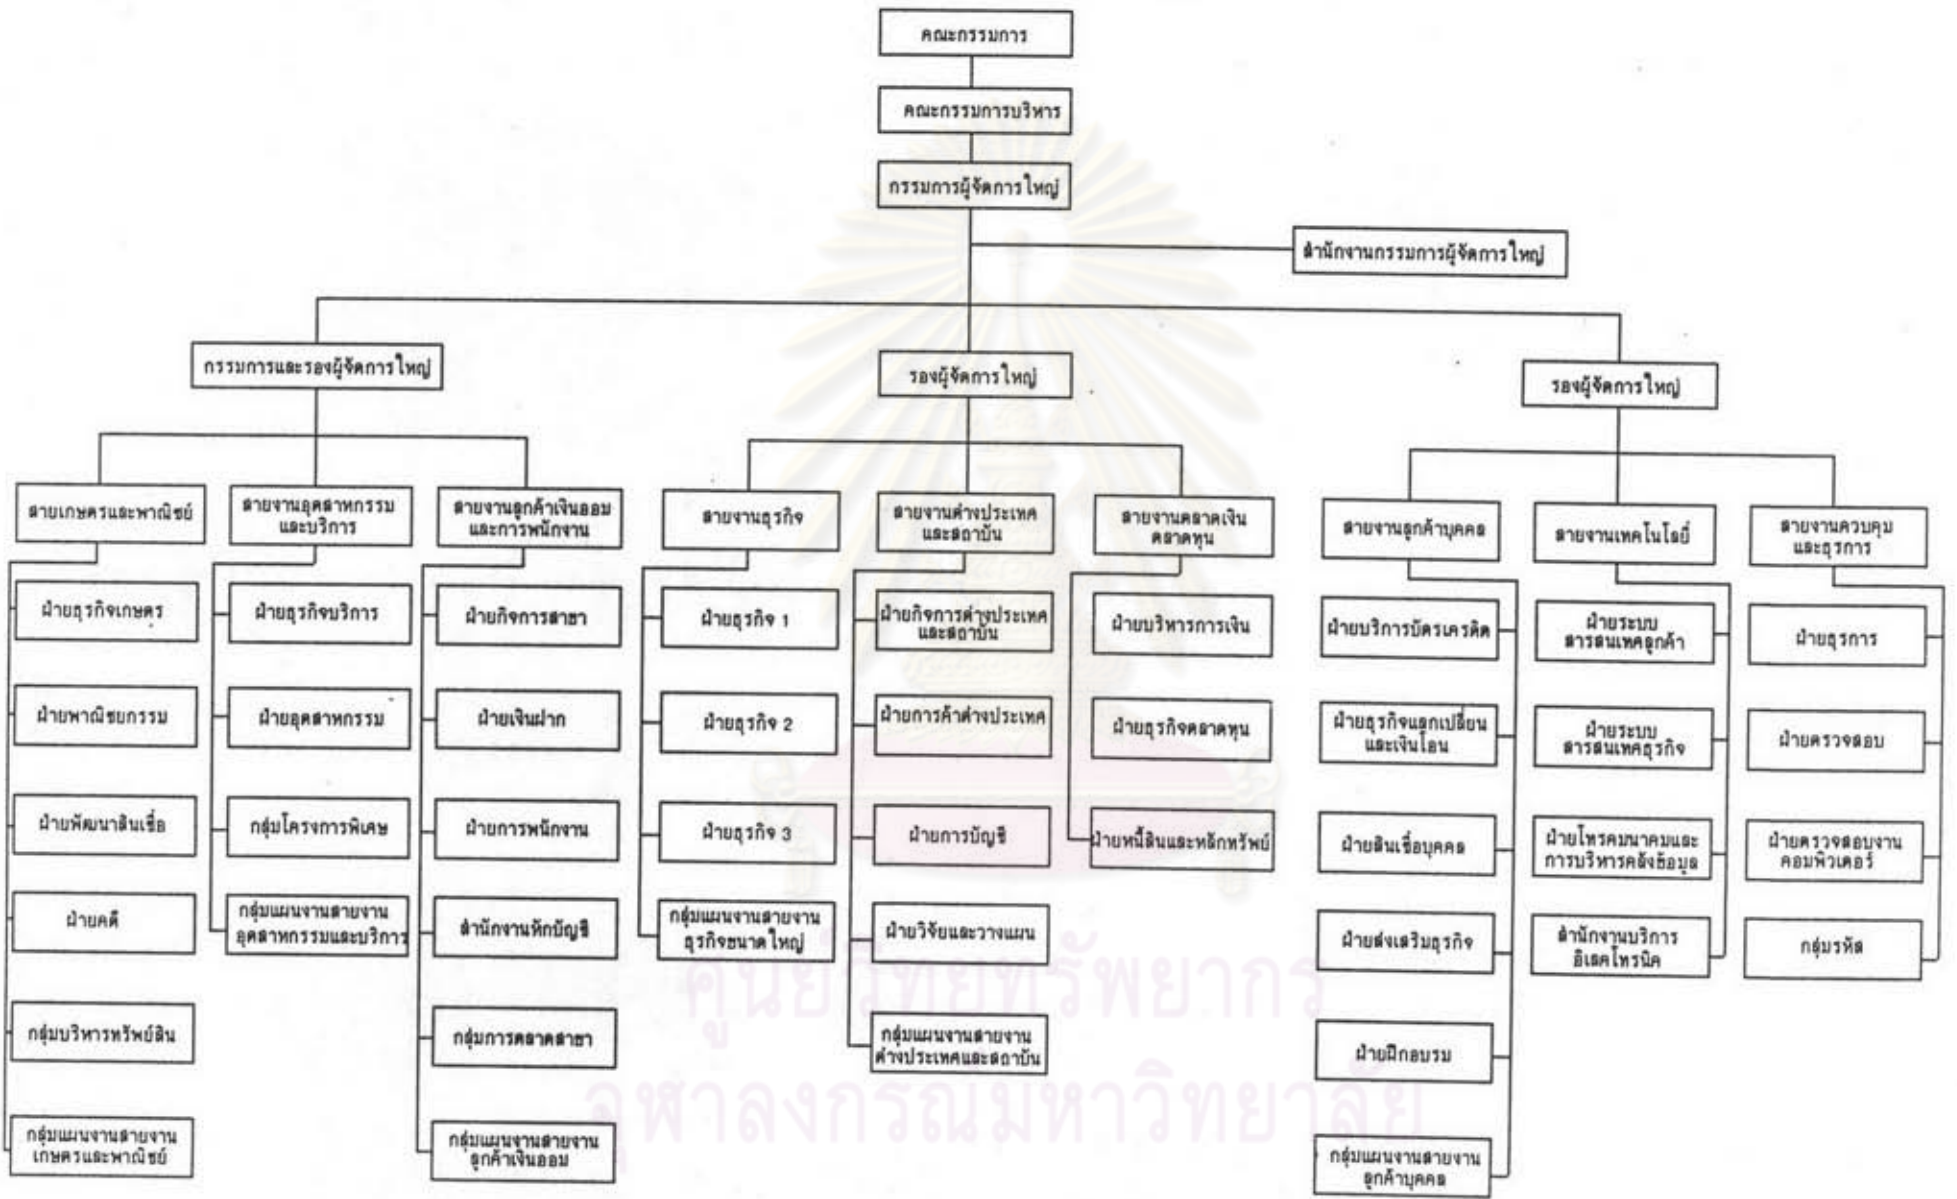 คณะกรรมการ
คณะกรรมการบริหาร
กรรมการผู้จัดการใหญ่
สำนักงานกรรมการผู้จัดการใหญ่
กรรมการและรองผู้จัดการใหญ่
รองผู้จัดการใหญ่
รองผู้จัดการใหญ่
สายเกษตรและพาณิชย์
ฝ่ายธุรกิจเกษตร
ฝ่ายพาณิชยกรรม
ฝ่ายพัฒนาสินเชื่อ
ฝ่ายคดี
กลุ่มบริหารทรัพย์สิน
กลุ่มแผนงานสายงาน
เกษตรและพาณิชย์
สายงานอุตสาหกรรม
และบริการ
ฝ่ายธุรกิจบริการ
ฝ่ายอุตสาหกรรม
กลุ่มโครงการพิเศษ
กลุ่มแผนงานสายงาน
อุตสาหกรรมและบริการ
สายงานลูกค้าเงินออม
และการพนักงาน
ฝ่ายกิจการสาขา
ฝ่ายเงินฝาก
ฝ่ายการพนักงาน
สำนักงานหักบัญชี
กลุ่มการตลาดสาขา
กลุ่มแผนงานสายงาน
ลูกค้าเงินออม
สายงานธุรกิจ
ฝ่ายธุรกิจ 1
ฝ่ายธุรกิจ 2
ฝ่ายธุรกิจ 3
กลุ่มแผนงานสายงาน
ธุรกิจขนาดใหญ่
สายงานต่างประเทศ
และสถาบัน
ฝ่ายกิจการต่างประเทศ
และสถาบัน
ฝ่ายการค้าต่างประเทศ
ฝ่ายการบัญชี
ฝ่ายวิจัยและวางแผน
กลุ่มแผนงานสายงาน
ต่างประเทศและสถาบัน
สายงานตลาดเงิน
ตลาดทุน
ฝ่ายบริหารการเงิน
ฝ่ายธุรกิจตลาดทุน
ฝ่ายหนี้สินและหลักทรัพย์
สายงานลูกค้าบุคคล
ฝ่ายบริการบัตรเครดิต
ฝ่ายธุรกิจแลกเปลี่ยน
และเงินโอน
ฝ่ายสินเชื่อบุคคล
ฝ่ายส่งเสริมธุรกิจ
ฝ่ายฝึกอบรม
กลุ่มแผนงานสายงาน
ลูกค้าบุคคล
สายงานเทคโนโลยี่
ฝ่ายระบบ
สารสนเทศลูกค้า
ฝ่ายระบบ
สารสนเทศธุรกิจ
ฝ่ายโทรคมนาคมและ
การบริหารคลังข้อมูล
สำนักงานบริการ
อิเลคโทรนิค
สายงานควบคุม
และธุรการ
ฝ่ายธุรการ
ฝ่ายตรวจสอบ
ฝ่ายตรวจสอบงาน
คอมพิวเตอร์
กลุ่มรหัส
ศูนย์วิทยทรัพยากร
จุฬาลงกรณ์มหาวิทยาลัย